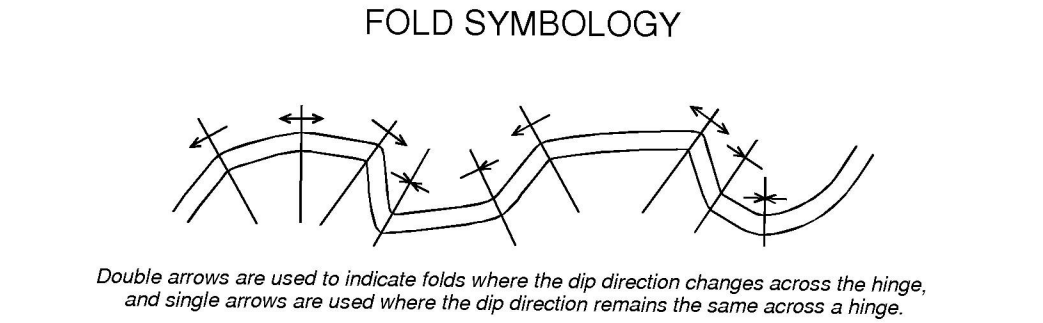 FOLD SYMBOLOGY
Double arrows are used to indicate folds where the dip direction changes across the hinge,
and single arrows are used where the dip direction remains the same across a hinge.